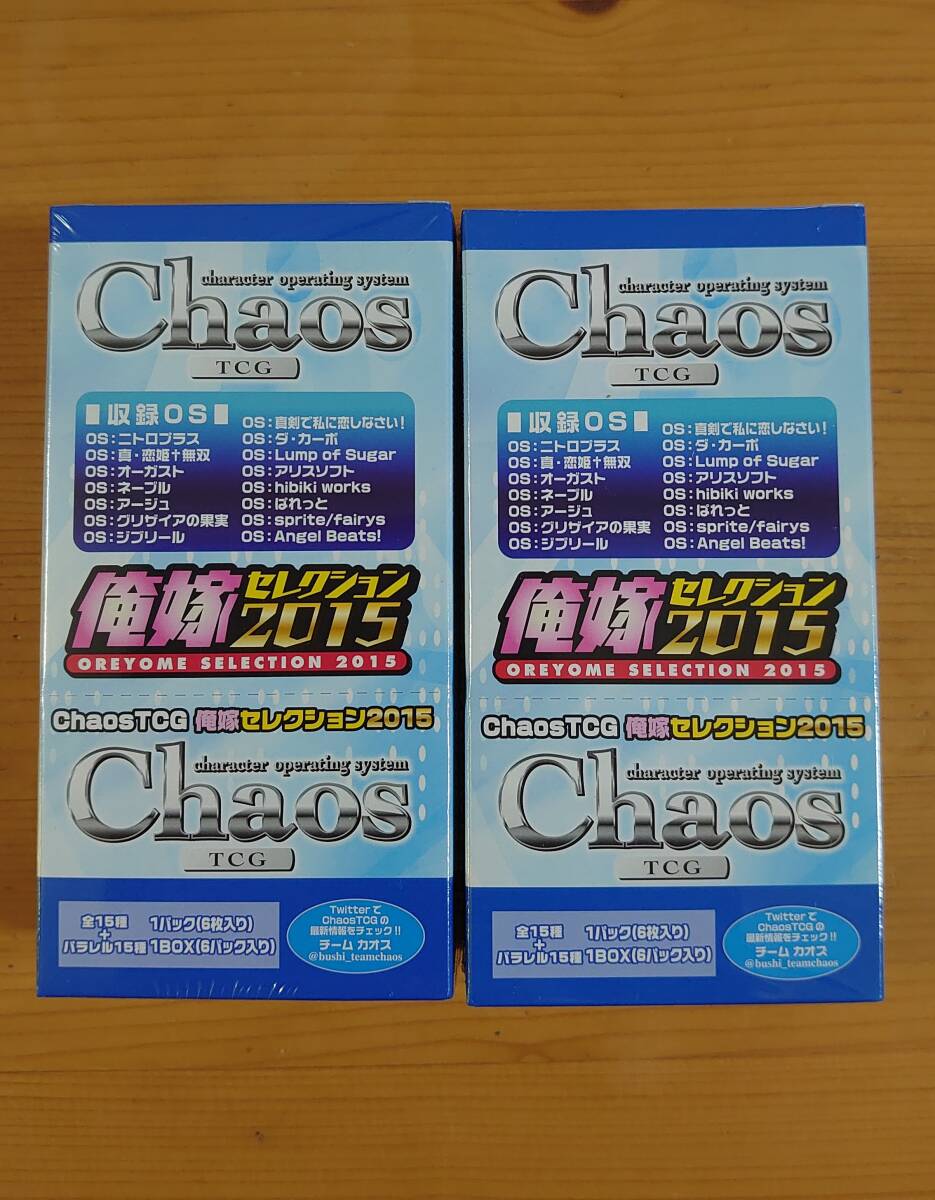 character operating system
Chaos
TCG
■収録OS■
OS:ニトロプラス
OS:真・恋姫†無双
OS:オーガスト
OS:ネーブル
OS:アージュ
OS:グリザイアの果実
OS:ジブリール
OS:真剣で私に恋しなさい!
OS:ダ・カーポ
OS:Lump of Sugar
OS:アリスソフト
OS:hibiki works
OS:ぱれっと
OS:sprite/fairys
OS:Angel Beats!
俺嫁セレクション2015
OREYOME SELECTION 2015
ChaosTCG 俺嫁セレクション2015
character operating system
Chaos
TCG
全15種
+
パラレル15種
1パック(6枚入り)
1BOX(6パック入り)
Twitterで
ChaosTCGの
最新情報をチェック!!
チーム カオス
@bushi_teamchaos
character operating system
Chaos
TCG
■収録OS■
OS:ニトロプラス
OS:真・恋姫†無双
OS:オーガスト
OS:ネーブル
OS:アージュ
OS:グリザイアの果実
OS:ジブリール
OS:真剣で私に恋しなさい!
OS:ダ・カーポ
OS:Lump of Sugar
OS:アリスソフト
OS:hibiki works
OS:ぱれっと
OS:sprite/fairys
OS:Angel Beats!
俺嫁セレクション2015
OREYOME SELECTION 2015
ChaosTCG 俺嫁セレクション2015
character operating system
Chaos
TCG
全15種
+
パラレル15種
1パック(6枚入り)
1BOX(6パック入り)
Twitterで
ChaosTCGの
最新情報をチェック!!
チーム カオス
@bushi_teamchaos